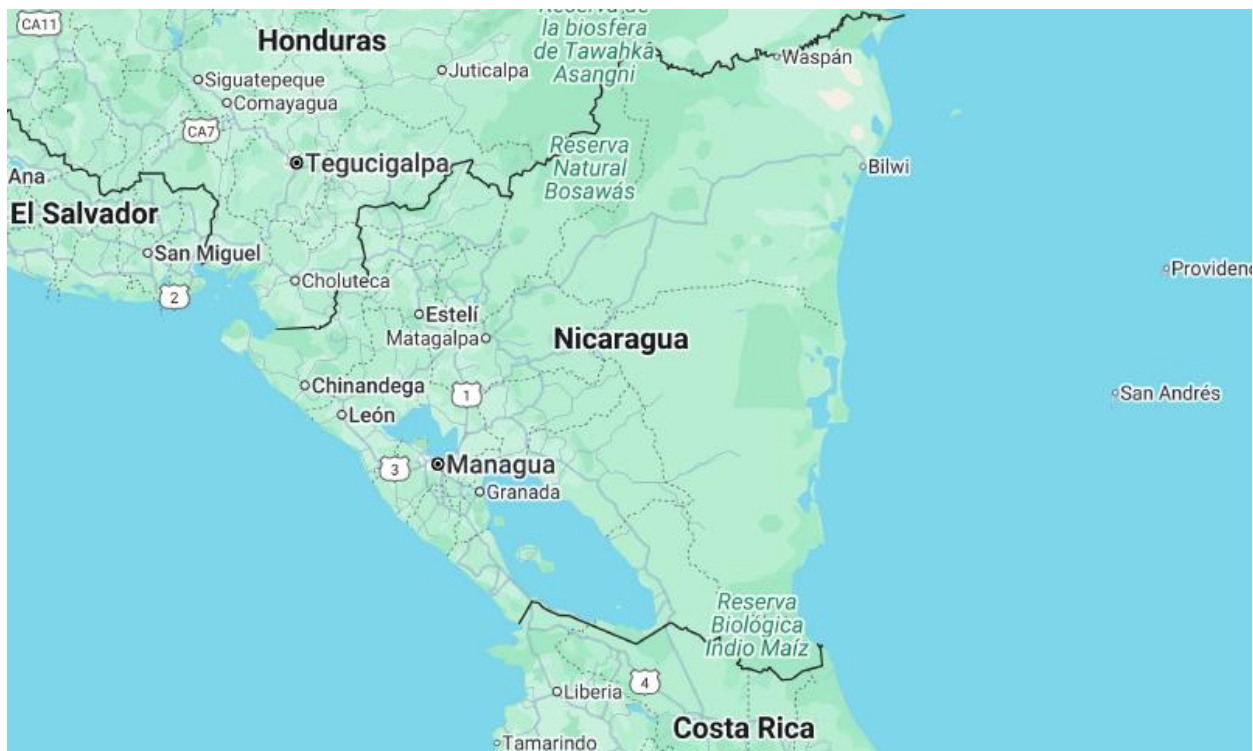 Reserva de
la biosfera
de Tawahka
Asangni
CA11
Honduras
Waspán
Juticalpa
Siguatepeque
Comayagua
CA7
Reserva
Natural
Bosawás
Tegucigalpa
Bilwi
Ana
El Salvador
San Miguel
Providenc
Choluteca
2
Estelí
Matagalpa
Nicaragua
Chinandega
1
San Andrés
León
Managua
3
Granada
Reserva
Biológica
Indio Maíz
Liberia
4
Costa Rica
Tamarindo